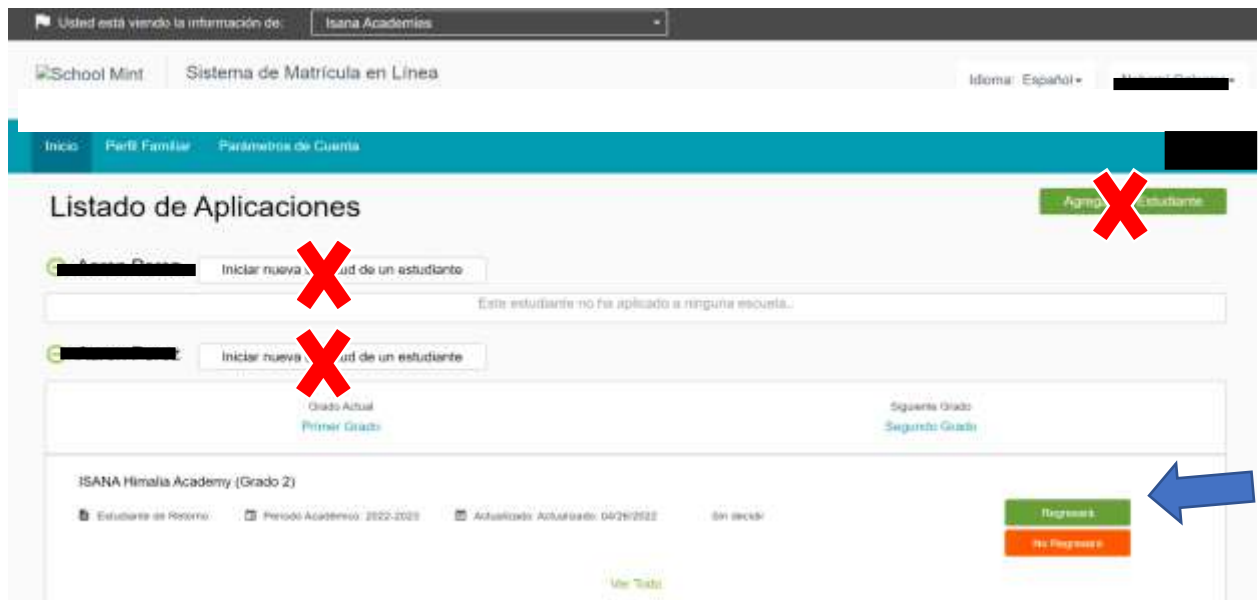 Usted está viendo la información de: Isana Academies
School Mint Sistema de Matrícula en Línea
Idioma: Español
Inicio Perfil Familiar Parámetros de Cuenta
Listado de Aplicaciones
Estudiante
Iniciar nueva ud de un estudiante
Este estudiante no ha aplicado a ninguna escuela.
Iniciar nueva ud de un estudiante
Grado Actual Siguiente Grado
Primer Grado Segundo Grado
ISANA Himalia Academy (Grado 2)
Estudiante de Retorno Periodo Académico: 2022-2023 Actualizado: Actualizado: 04/26/2022 Sin decidir
Regresará
No Regresará
Ver Todo